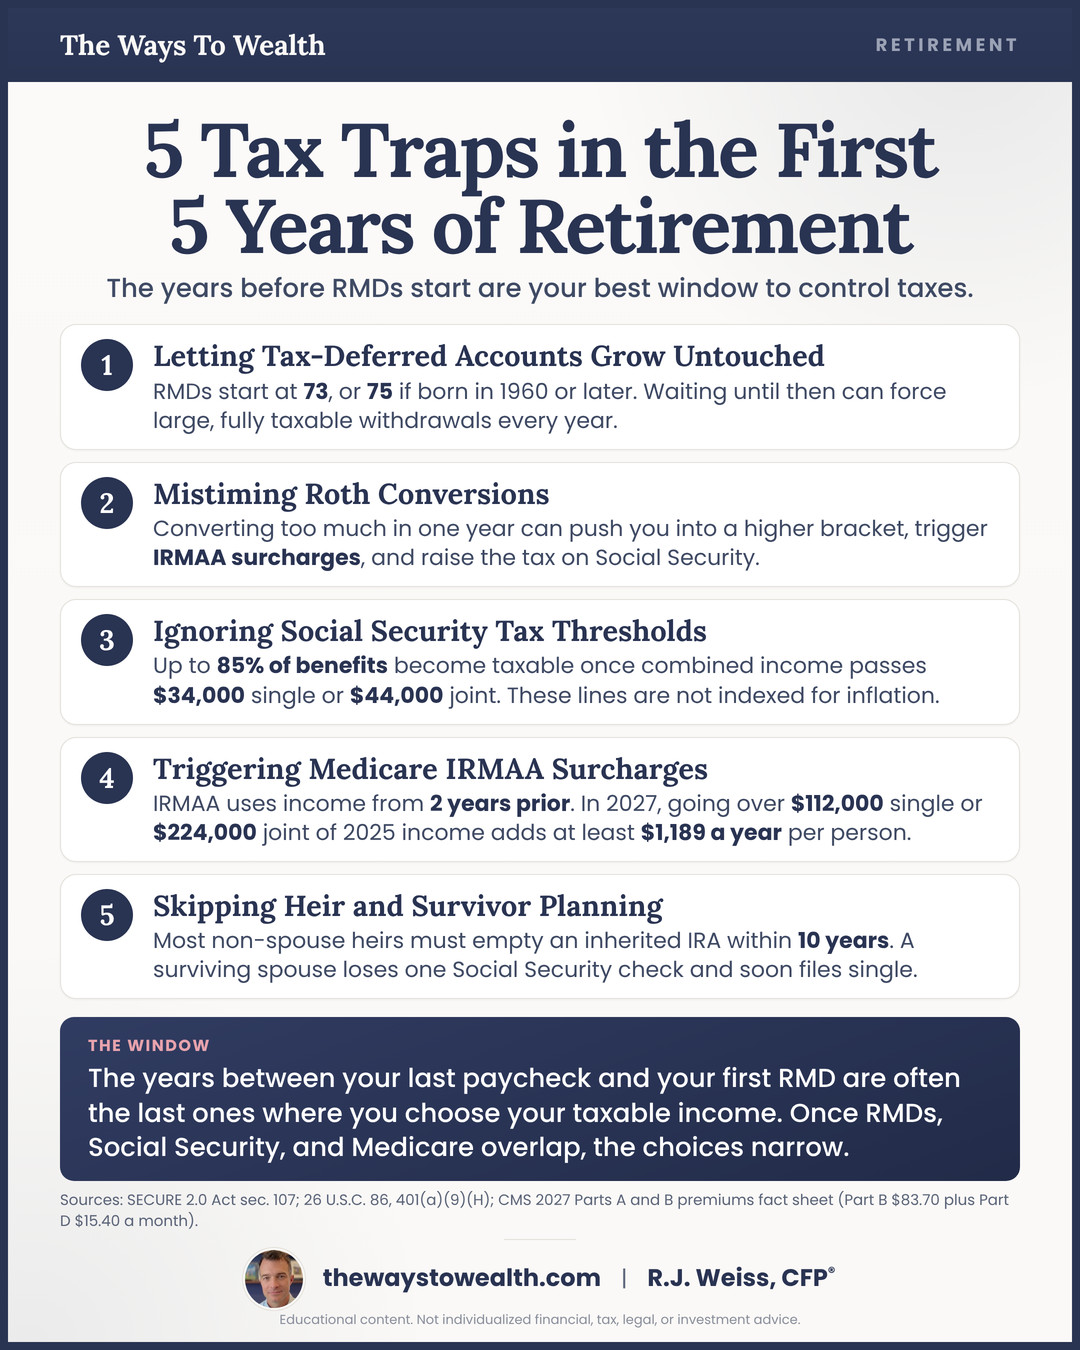 The Ways To Wealth
RETIREMENT
5 Tax Traps in the First
5 Years of Retirement
The years before RMDs start are your best window to control taxes.
1
Letting Tax-Deferred Accounts Grow Untouched
RMDs start at 73, or 75 if born in 1960 or later. Waiting until then can force
large, fully taxable withdrawals every year.
2
Mistiming Roth Conversions
Converting too much in one year can push you into a higher bracket, trigger
IRMAA surcharges, and raise the tax on Social Security.
3
Ignoring Social Security Tax Thresholds
Up to 85% of benefits become taxable once combined income passes
$34,000 single or $44,000 joint. These lines are not indexed for inflation.
4
Triggering Medicare IRMAA Surcharges
IRMAA uses income from 2 years prior. In 2027, going over $112,000 single or
$224,000 joint of 2025 income adds at least $1,189 a year per person.
5
Skipping Heir and Survivor Planning
Most non-spouse heirs must empty an inherited IRA within 10 years. A
surviving spouse loses one Social Security check and soon files single.
THE WINDOW
The years between your last paycheck and your first RMD are often
the last ones where you choose your taxable income. Once RMDs,
Social Security, and Medicare overlap, the choices narrow.
Sources: SECURE 2.0 Act sec. 107; 26 U.S.C. 86, 401(a)(9)(H); CMS 2027 Parts A and B premiums fact sheet (Part B $83.70 plus Part
D $15.40 a month).
thewaystowealth.com | R.J. Weiss, CFP®
Educational content. Not individualized financial, tax, legal, or investment advice.